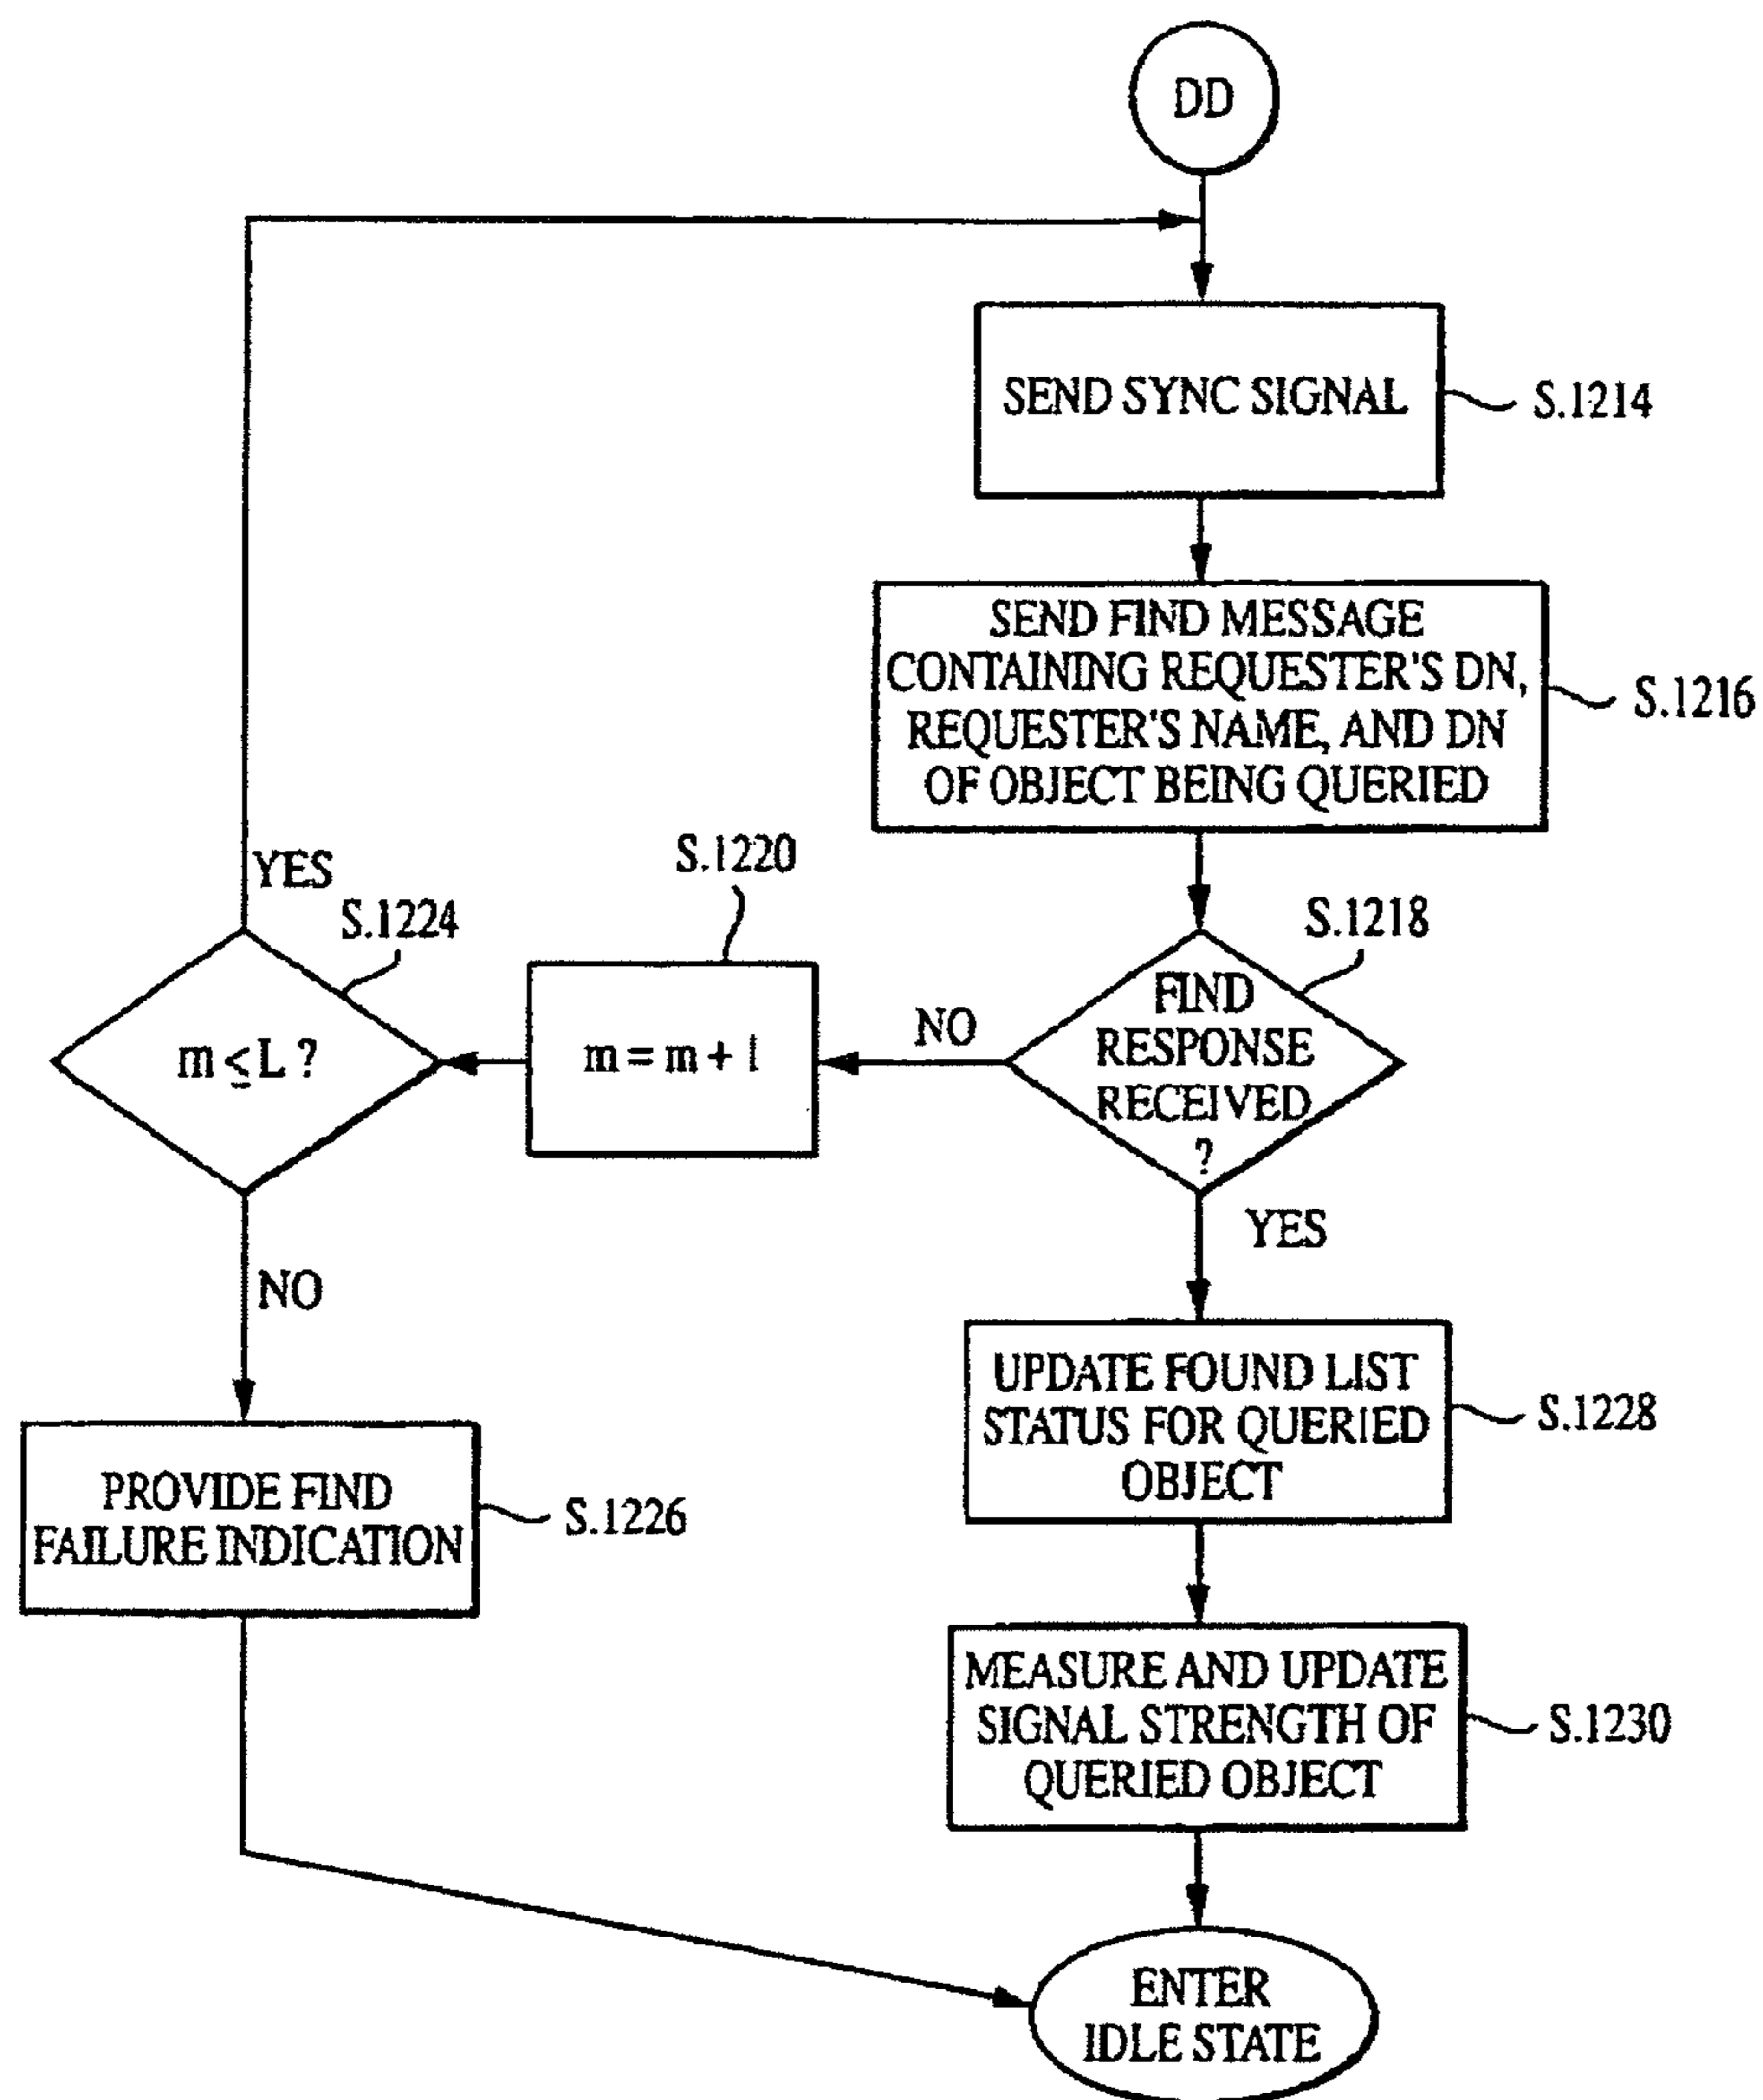 DD
SEND SYNC SIGNAL
S.1214
SEND FIND MESSAGE
CONTAINING REQUESTER'S DN,
REQUESTER'S NAME, AND DN
OF OBJECT BEING QUERIED
S.1216
FIND
RESPONSE
RECEIVED
?
S.1218
NO
YES
m = m + 1
S.1220
m ≤ L ?
S.1224
YES
NO
PROVIDE FIND
FAILURE INDICATION
S.1226
UPDATE FOUND LIST
STATUS FOR QUERIED
OBJECT
S.1228
MEASURE AND UPDATE
SIGNAL STRENGTH OF
QUERIED OBJECT
S.1230
ENTER
IDLE STATE